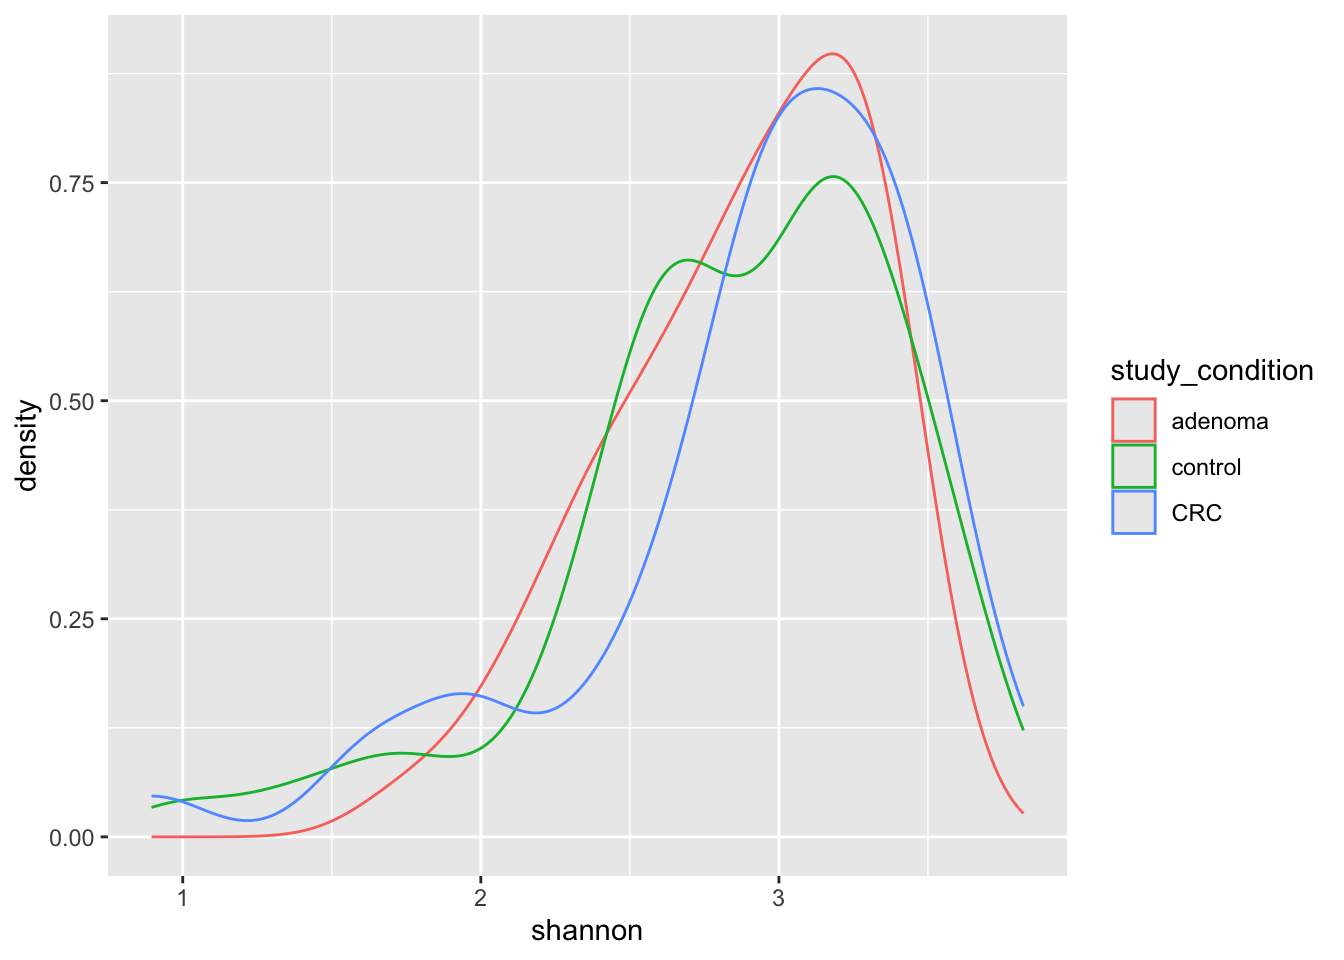 density
0.75
0.50
0.25
0.00
1 2 3
shannon
study_condition
adenoma
control
CRC